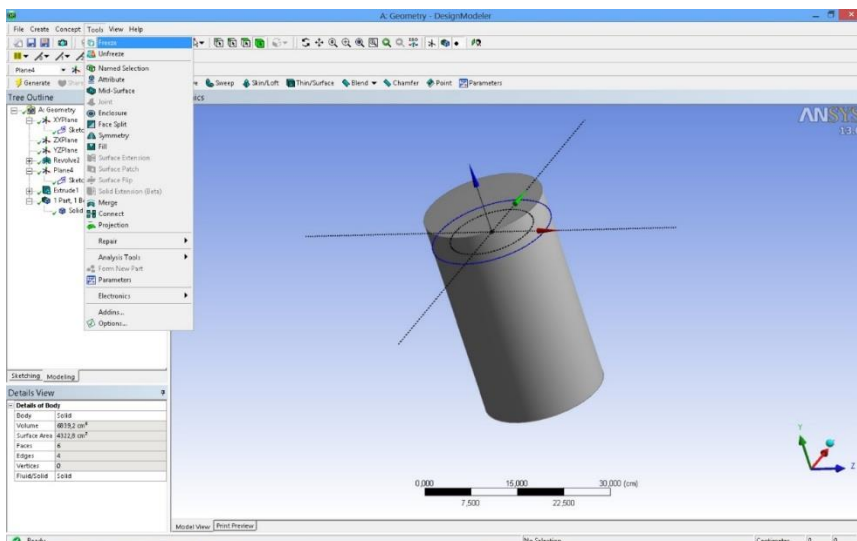 A: Geometry - DesignModeler
File Create Concept Tools View Help
Freeze
Unfreeze
Named Selection
Attribute
Mid-Surface
Joint
Enclosure
Face Split
Symmetry
Fill
Surface Extension
Surface Patch
Surface Flip
Solid Extension (Beta)
Merge
Connect
Projection
Repair
Analysis Tools
Form New Part
Parameters
Electronics
Addins...
Options...
Plane4
Generate
Sweep Skin/Loft Thin/Surface Blend Chamfer Point Parameters
Tree Outline
A: Geometry
XYPlane
ZXPlane
YZPlane
Revolve2
Plane4
Extrude1
Solid
ANSYS
Sketching Modeling
Details View
Details of Body
Body Solid
Volume 6039,2 cm³
Surface Area 4322,8 cm²
Faces 6
Edges 4
Vertices 0
Fluid/Solid Solid
0,000 15,000 30,000 (cm)
7,500 22,500
Y
Z
Model View Print Preview
Ready
No Selection
Centimeter 0 0